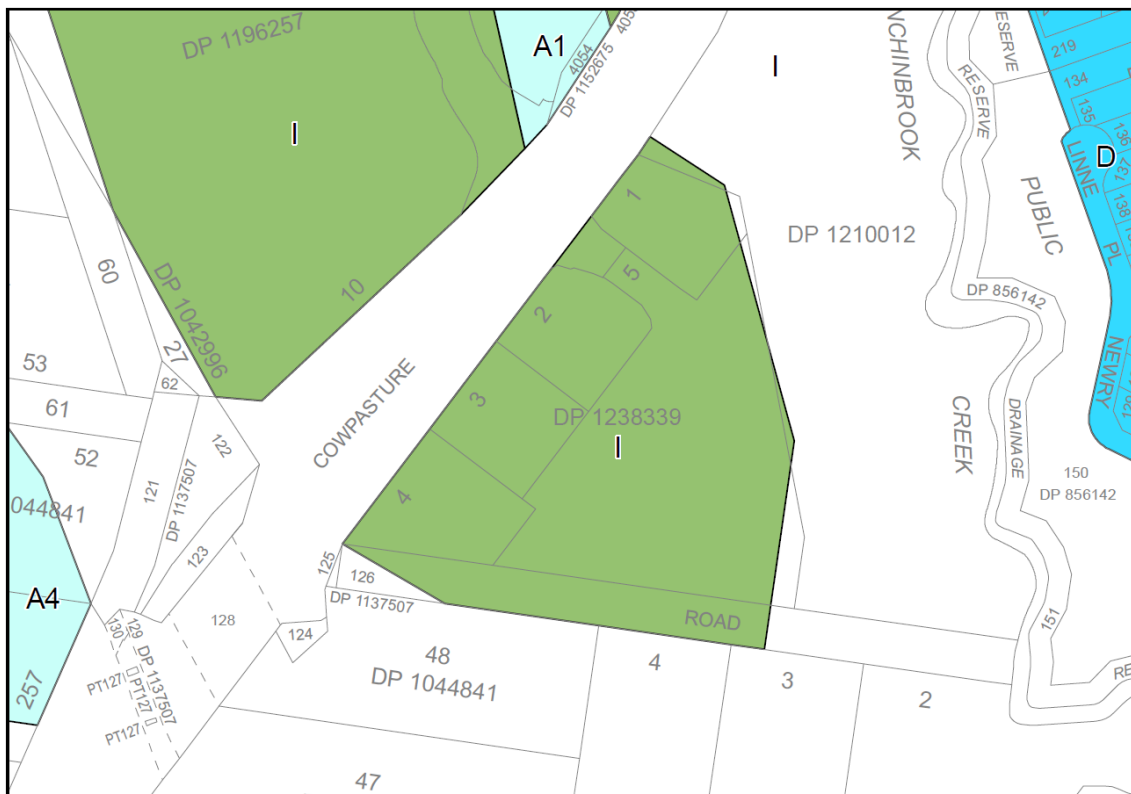 DP 1196257
A1
4054
DP 1152675
I
I
NCHINBROOK
RESERVE
219
134
135
136
137
138
D
LINNE
PL
NEWRY
PUBLIC
DP 1210012
DP 856142
60
DP 1042996
10
1
5
2
3
4
27
53
62
61
52
122
COWPASTURE
DP 1238339
I
CREEK
DRAINAGE
150
DP 856142
121
DP 1137507
044841
123
A4
125
126
DP 1137507
ROAD
128
124
130
129
DP 1137507
PT127
PT127
PT127
257
48
DP 1044841
4
3
2
151
RE
47